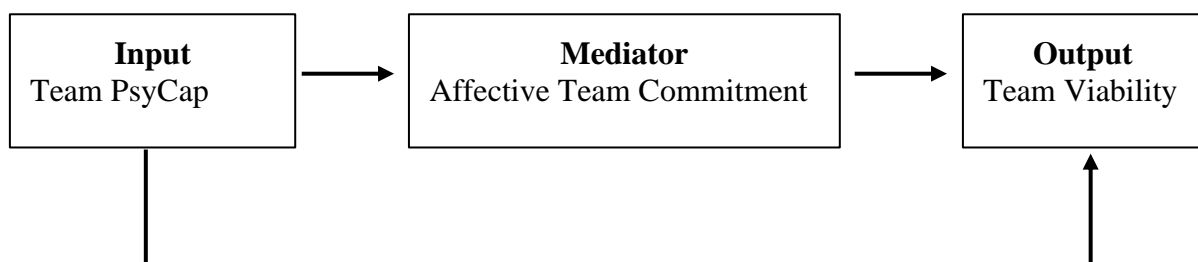 Input
Team PsyCap
Mediator
Affective Team Commitment
Output
Team Viability